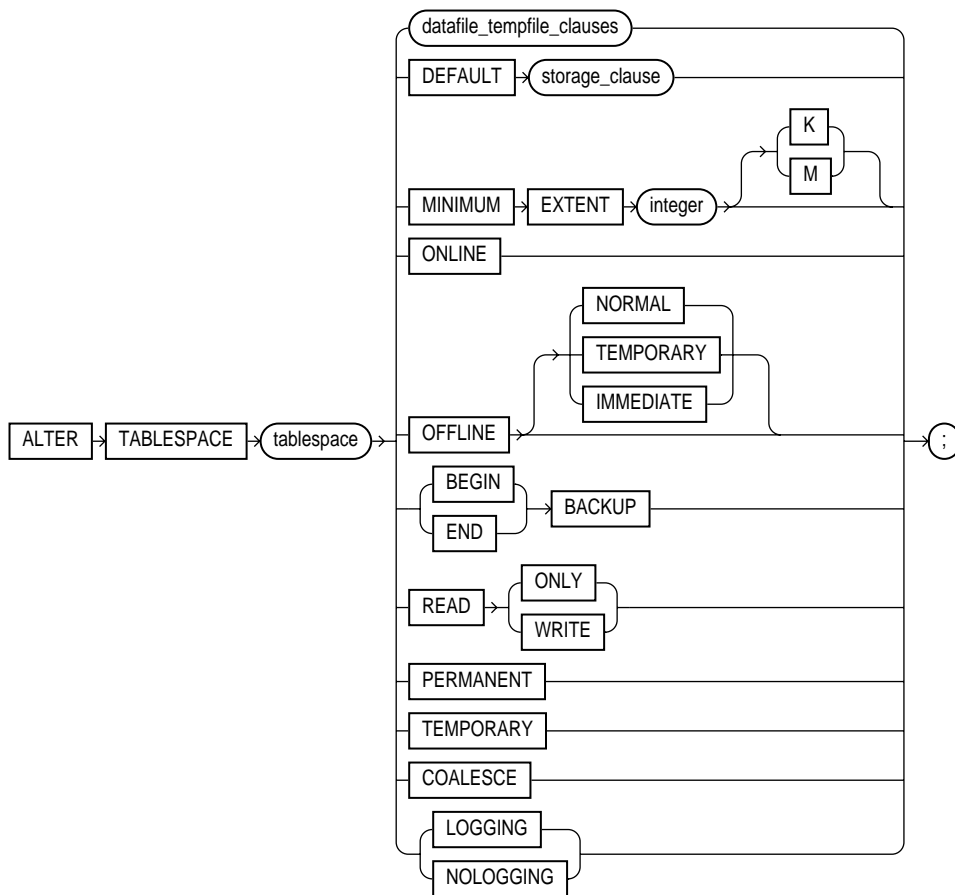 datafile_tempfile_clauses
DEFAULT storage_clause
K
M
MINIMUM EXTENT integer
ONLINE
NORMAL
TEMPORARY
IMMEDIATE
OFFLINE
ALTER TABLESPACE tablespace ;
BEGIN
END
BACKUP
ONLY
READ
WRITE
PERMANENT
TEMPORARY
COALESCE
LOGGING
NOLOGGING